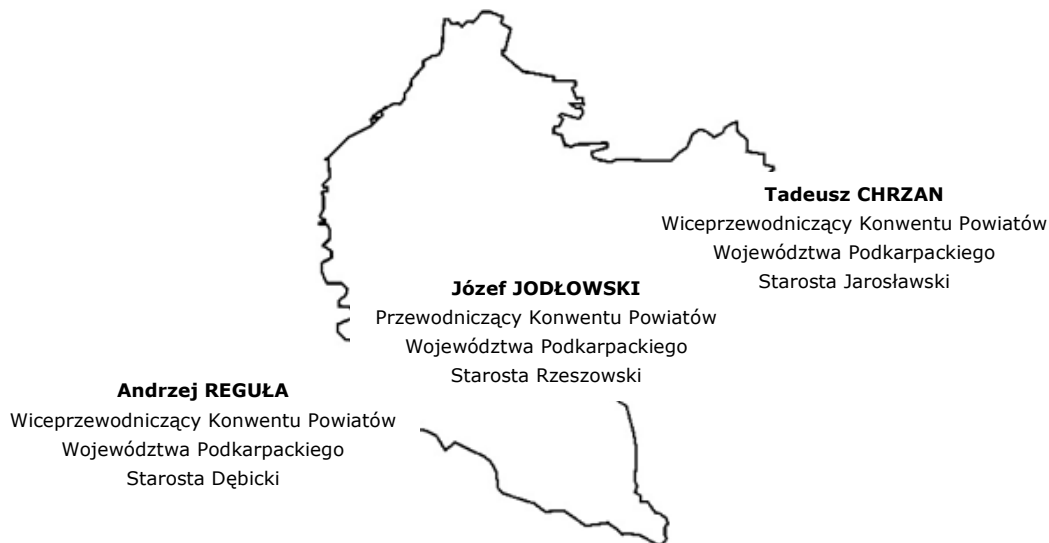 Tadeusz CHRZAN
Wiceprzewodniczący Konwentu Powiatów
Województwa Podkarpackiego
Starosta Jarosławski
Józef JODŁOWSKI
Przewodniczący Konwentu Powiatów
Województwa Podkarpackiego
Starosta Rzeszowski
Andrzej REGUŁA
Wiceprzewodniczący Konwentu Powiatów
Województwa Podkarpackiego
Starosta Dębicki